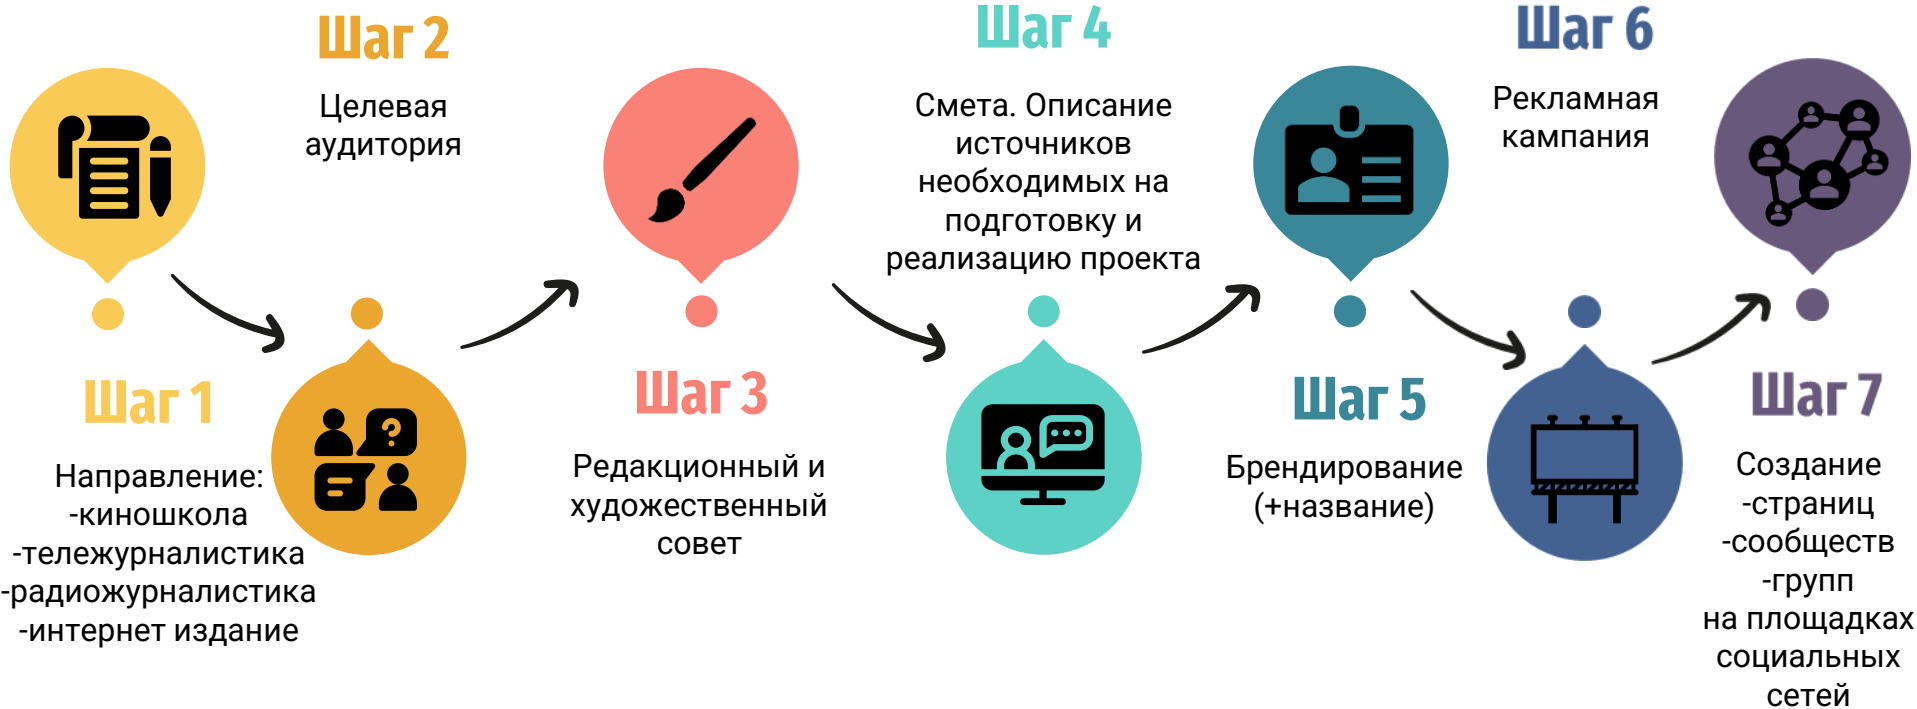 Шаг 1
Направление:
-киношкола
-тележурналистика
-радиожурналистика
-интернет издание
Шаг 2
Целевая
аудитория
?
Шаг 3
Редакционный и
художественный
совет
Шаг 4
Смета. Описание
источников
необходимых на
подготовку и
реализацию проекта
Шаг 5
Брендирование
(+название)
Шаг 6
Рекламная
кампания
Шаг 7
Создание
-страниц
-сообществ
-групп
на площадках
социальных
сетей